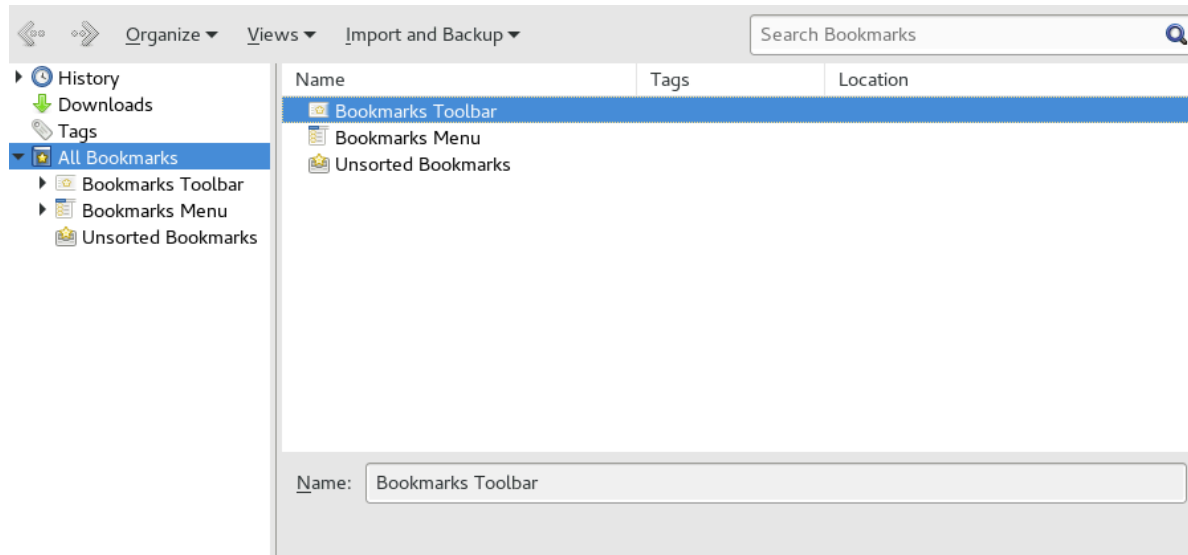 Organize Views Import and Backup Search Bookmarks
History
Downloads
Tags
All Bookmarks
Bookmarks Toolbar
Bookmarks Menu
Unsorted Bookmarks
Name Tags Location
Bookmarks Toolbar
Bookmarks Menu
Unsorted Bookmarks
Name: Bookmarks Toolbar